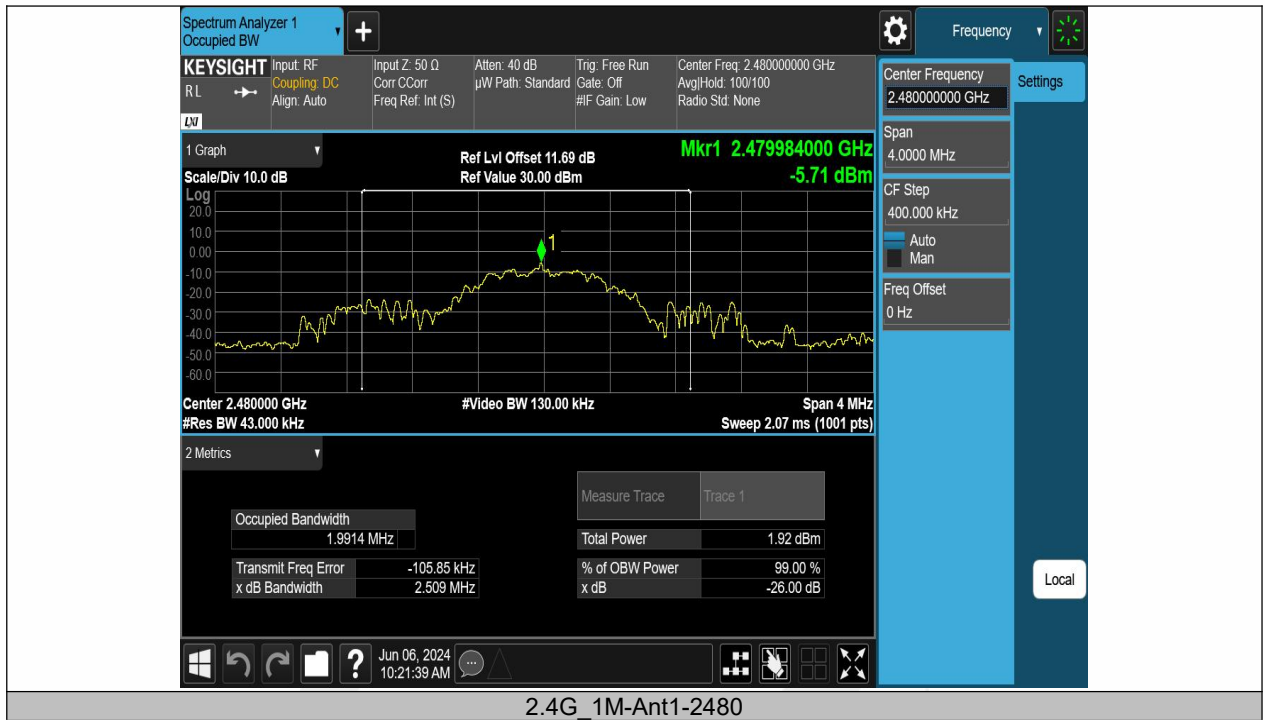 Spectrum Analyzer 1
Occupied BW
Frequency
KEYSIGHT
R L
LXI
Input: RF
Coupling: DC
Align: Auto
Input Z: 50 Ω
Corr CCorr
Freq Ref: Int (S)
Atten: 40 dB
µW Path: Standard
Trig: Free Run
Gate: Off
#IF Gain: Low
Center Freq: 2.480000000 GHz
Avg|Hold: 100/100
Radio Std: None
Center Frequency
2.480000000 GHz
Settings
Span
4.0000 MHz
CF Step
400.000 kHz
Auto
Man
Freq Offset
0 Hz
Local
1 Graph
Scale/Div 10.0 dB
Ref Lvl Offset 11.69 dB
Ref Value 30.00 dBm
Mkr1 2.479984000 GHz
-5.71 dBm
Log
20.0
10.0
0.00
-10.0
-20.0
-30.0
-40.0
-50.0
-60.0
1
Center 2.480000 GHz
#Res BW 43.000 kHz
#Video BW 130.00 kHz
Span 4 MHz
Sweep 2.07 ms (1001 pts)
2 Metrics
Measure Trace Trace 1
Occupied Bandwidth
1.9914 MHz
Total Power 1.92 dBm
Transmit Freq Error -105.85 kHz
% of OBW Power 99.00 %
x dB Bandwidth 2.509 MHz
x dB -26.00 dB
?
Jun 06, 2024
10:21:39 AM
2.4G_1M-Ant1-2480